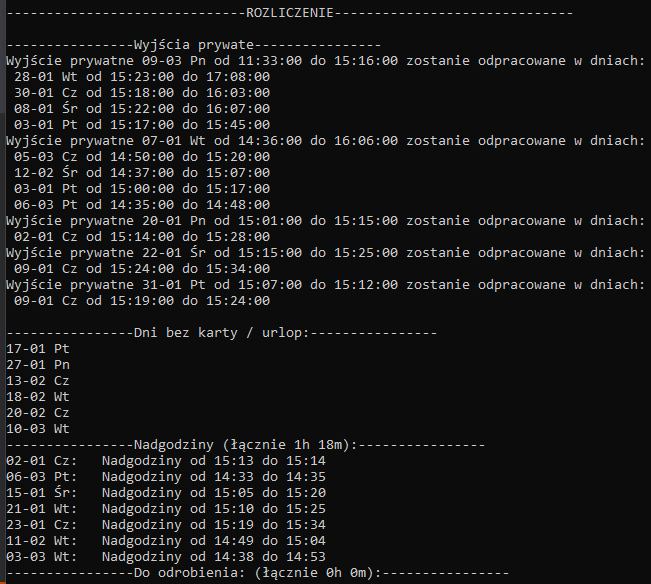 ------------------------------ROZLICZENIE------------------------------
----------------Wyjścia prywate----------------
Wyjście prywatne 09-03 Pn od 11:33:00 do 15:16:00 zostanie odpracowane w dniach:
28-01 Wt od 15:23:00 do 17:08:00
30-01 Cz od 15:18:00 do 16:03:00
08-01 Śr od 15:22:00 do 16:07:00
03-01 Pt od 15:17:00 do 15:45:00
Wyjście prywatne 07-01 Wt od 14:36:00 do 16:06:00 zostanie odpracowane w dniach:
05-03 Cz od 14:50:00 do 15:20:00
12-02 Śr od 14:37:00 do 15:07:00
03-01 Pt od 15:00:00 do 15:17:00
06-03 Pt od 14:35:00 do 14:48:00
Wyjście prywatne 20-01 Pn od 15:01:00 do 15:15:00 zostanie odpracowane w dniach:
02-01 Cz od 15:14:00 do 15:28:00
Wyjście prywatne 22-01 Śr od 15:15:00 do 15:25:00 zostanie odpracowane w dniach:
09-01 Cz od 15:24:00 do 15:34:00
Wyjście prywatne 31-01 Pt od 15:07:00 do 15:12:00 zostanie odpracowane w dniach:
09-01 Cz od 15:19:00 do 15:24:00
----------------Dni bez karty / urlop:----------------
17-01 Pt
27-01 Pn
13-02 Cz
18-02 Wt
20-02 Cz
10-03 Wt
----------------Nadgodziny (łącznie 1h 18m):----------------
02-01 Cz:   Nadgodziny od 15:13 do 15:14
06-03 Pt:   Nadgodziny od 14:33 do 14:35
15-01 Śr:   Nadgodziny od 15:05 do 15:20
21-01 Wt:   Nadgodziny od 15:10 do 15:25
23-01 Cz:   Nadgodziny od 15:19 do 15:34
11-02 Wt:   Nadgodziny od 14:49 do 15:04
03-03 Wt:   Nadgodziny od 14:38 do 14:53
----------------Do odrobienia: (łącznie 0h 0m):----------------